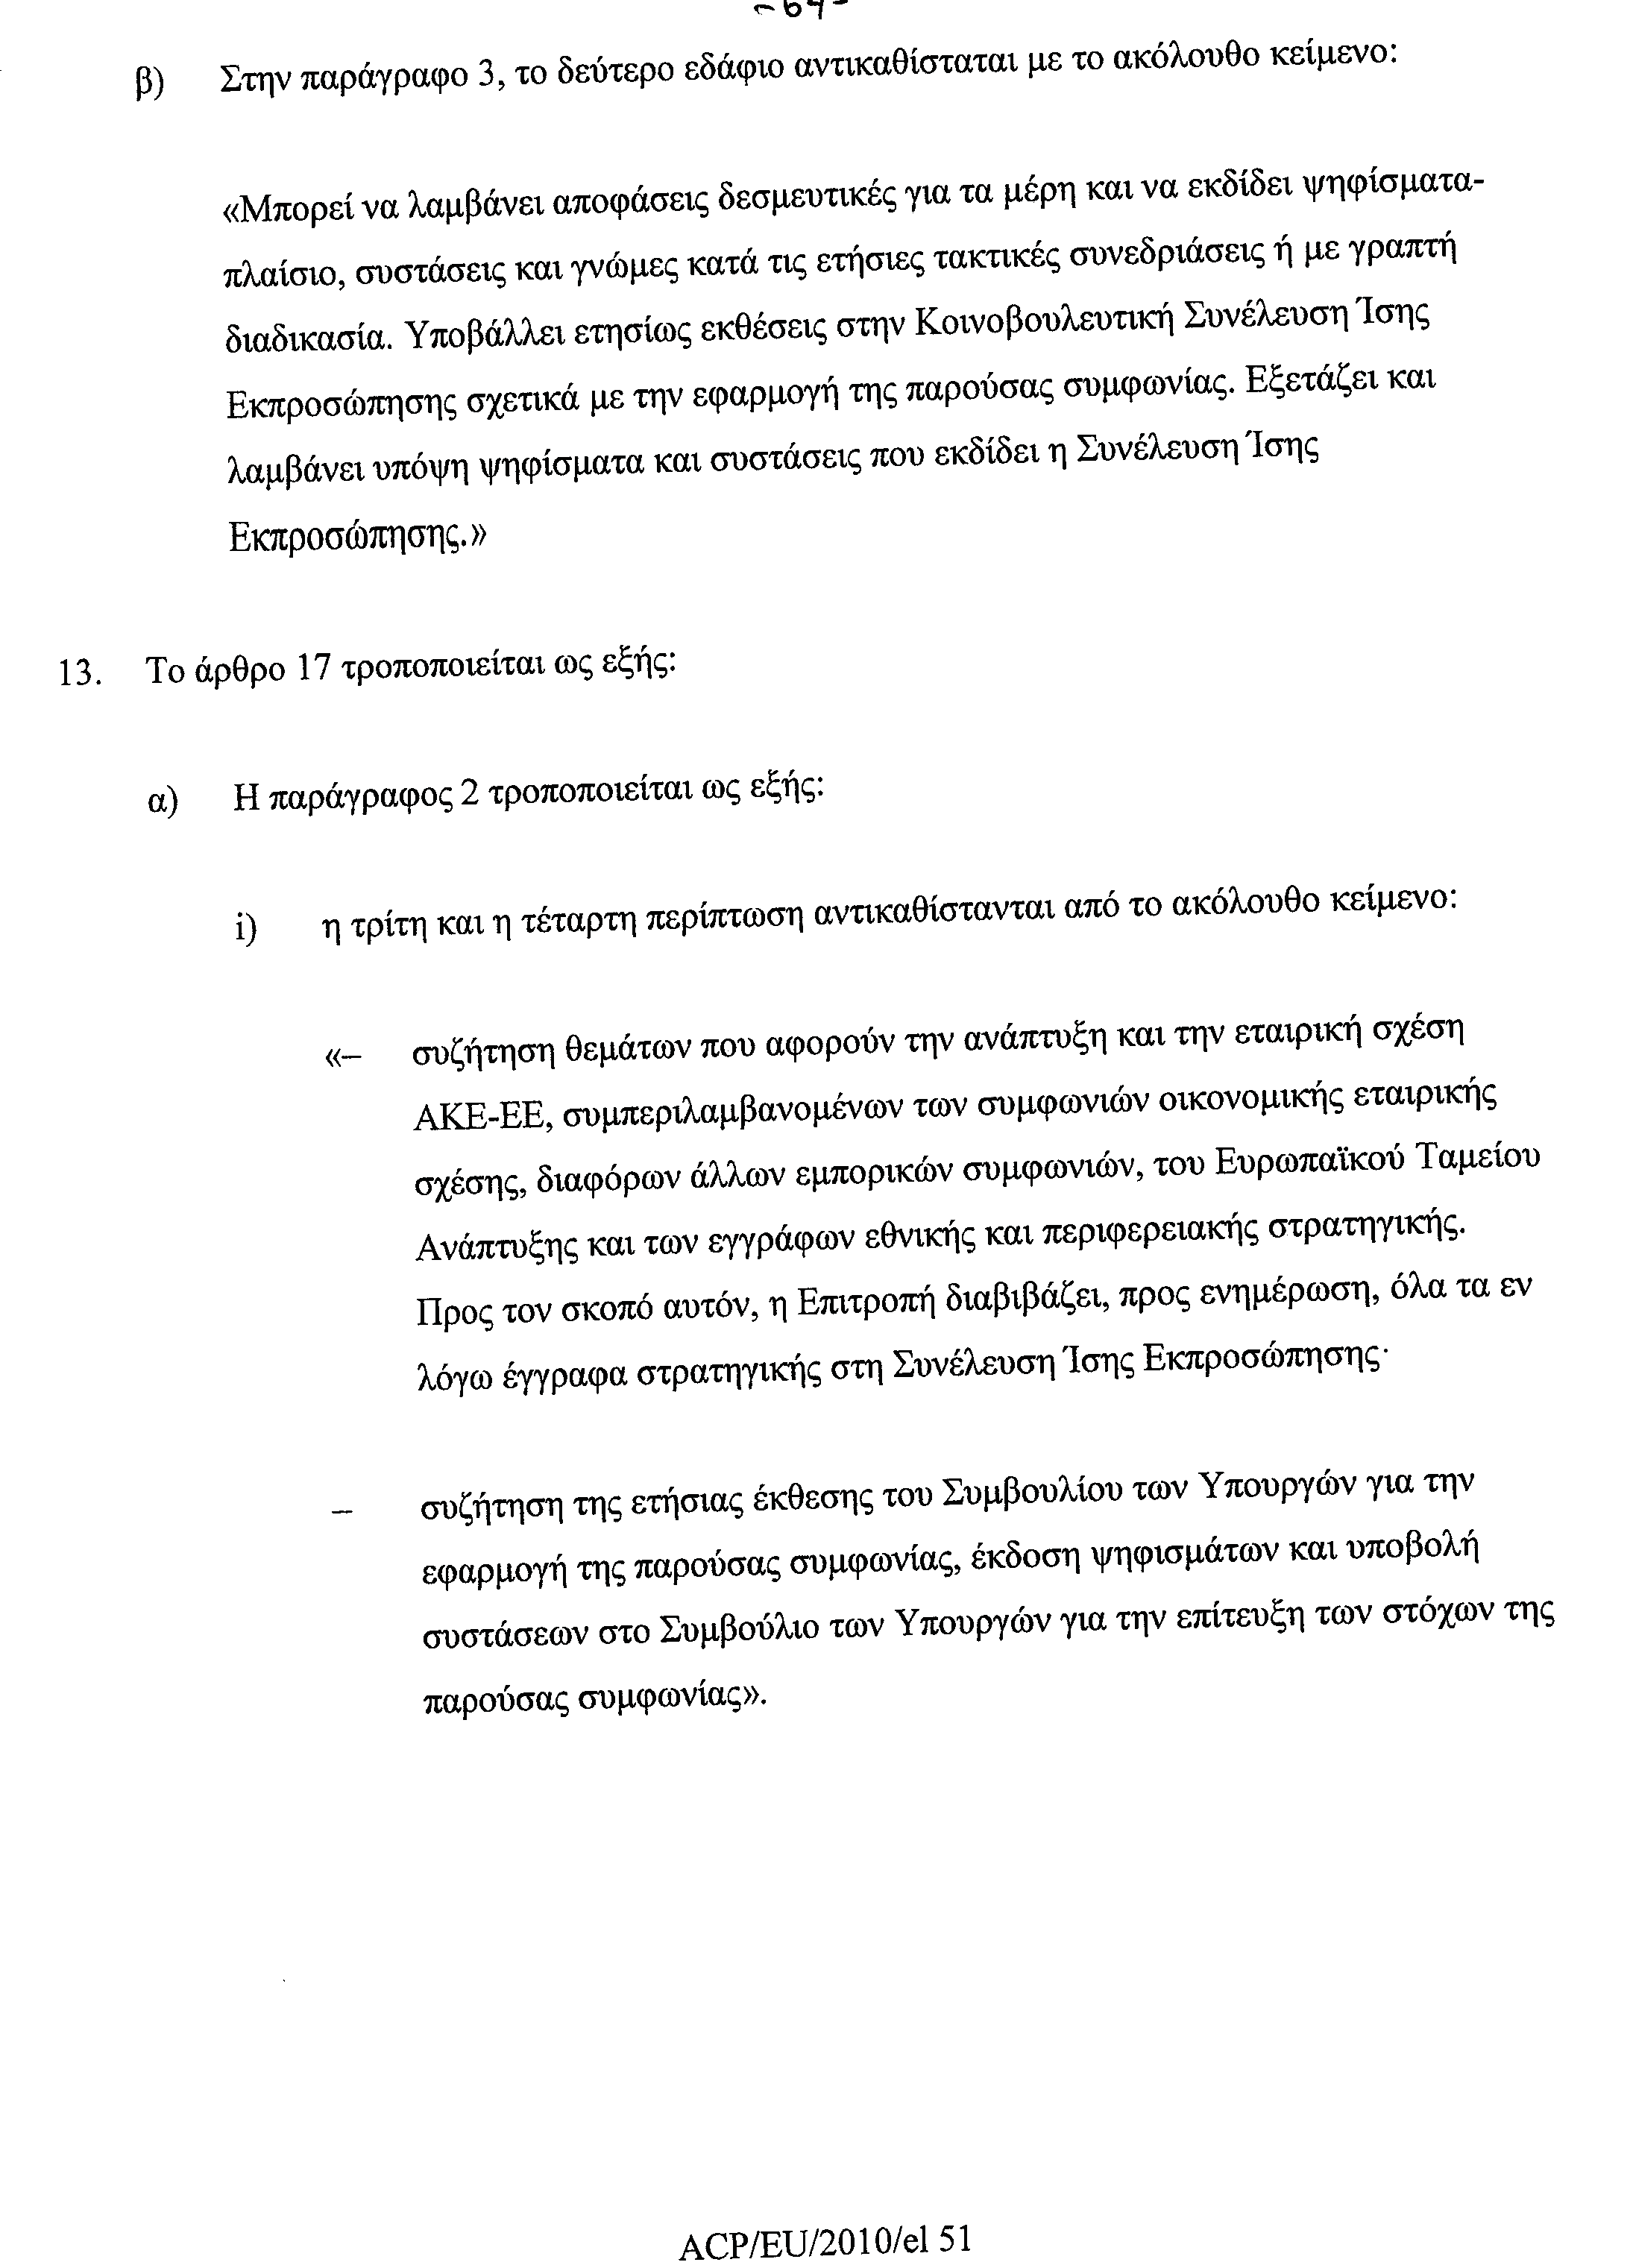 β) Στην παράγραφο 3, το δεύτερο εδάφιο αντικαθίσταται με το ακόλουθο κείμενο:
«Μπορεί να λαμβάνει αποφάσεις δεσμευτικές για τα μέρη και να εκδίδει ψηφίσματα-
πλαίσιο, συστάσεις και γνώμες κατά τις ετήσιες τακτικές συνεδριάσεις ή με γραπτή
διαδικασία. Υποβάλλει ετησίως εκθέσεις στην Κοινοβουλευτική Συνέλευση Ίσης
Εκπροσώπησης σχετικά με την εφαρμογή της παρούσας συμφωνίας. Εξετάζει και
λαμβάνει υπόψη ψηφίσματα και συστάσεις που εκδίδει η Συνέλευση Ίσης
Εκπροσώπησης.»
13. Το άρθρο 17 τροποποιείται ως εξής:
α) Η παράγραφος 2 τροποποιείται ως εξής:
i) η τρίτη και η τέταρτη περίπτωση αντικαθίστανται από το ακόλουθο κείμενο:
«– συζήτηση θεμάτων που αφορούν την ανάπτυξη και την εταιρική σχέση
ΑΚΕ-ΕΕ, συμπεριλαμβανομένων των συμφωνιών οικονομικής εταιρικής
σχέσης, διαφόρων άλλων εμπορικών συμφωνιών, του Ευρωπαϊκού Ταμείου
Ανάπτυξης και των εγγράφων εθνικής και περιφερειακής στρατηγικής.
Προς τον σκοπό αυτόν, η Επιτροπή διαβιβάζει, προς ενημέρωση, όλα τα εν
λόγω έγγραφα στρατηγικής στη Συνέλευση Ίσης Εκπροσώπησης·
– συζήτηση της ετήσιας έκθεσης του Συμβουλίου των Υπουργών για την
εφαρμογή της παρούσας συμφωνίας, έκδοση ψηφισμάτων και υποβολή
συστάσεων στο Συμβούλιο των Υπουργών για την επίτευξη των στόχων της
παρούσας συμφωνίας».
ACP/EU/2010/el 51